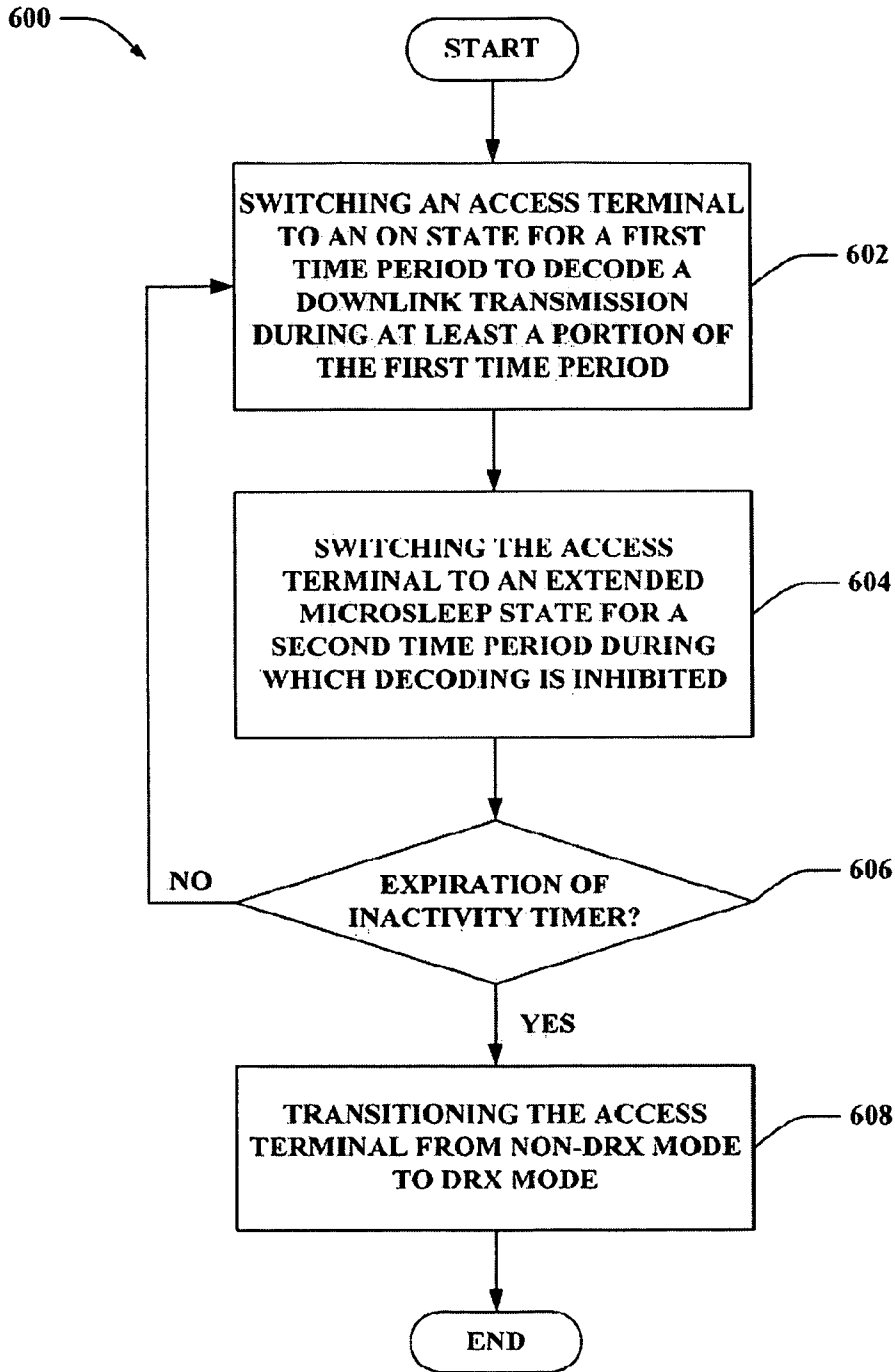 600
START
SWITCHING AN ACCESS TERMINAL
TO AN ON STATE FOR A FIRST
TIME PERIOD TO DECODE A
DOWNLINK TRANSMISSION
DURING AT LEAST A PORTION OF
THE FIRST TIME PERIOD
602
SWITCHING THE ACCESS
TERMINAL TO AN EXTENDED
MICROSLEEP STATE FOR A
SECOND TIME PERIOD DURING
WHICH DECODING IS INHIBITED
604
EXPIRATION OF
INACTIVITY TIMER?
606
NO
YES
TRANSITIONING THE ACCESS
TERMINAL FROM NON-DRX MODE
TO DRX MODE
608
END